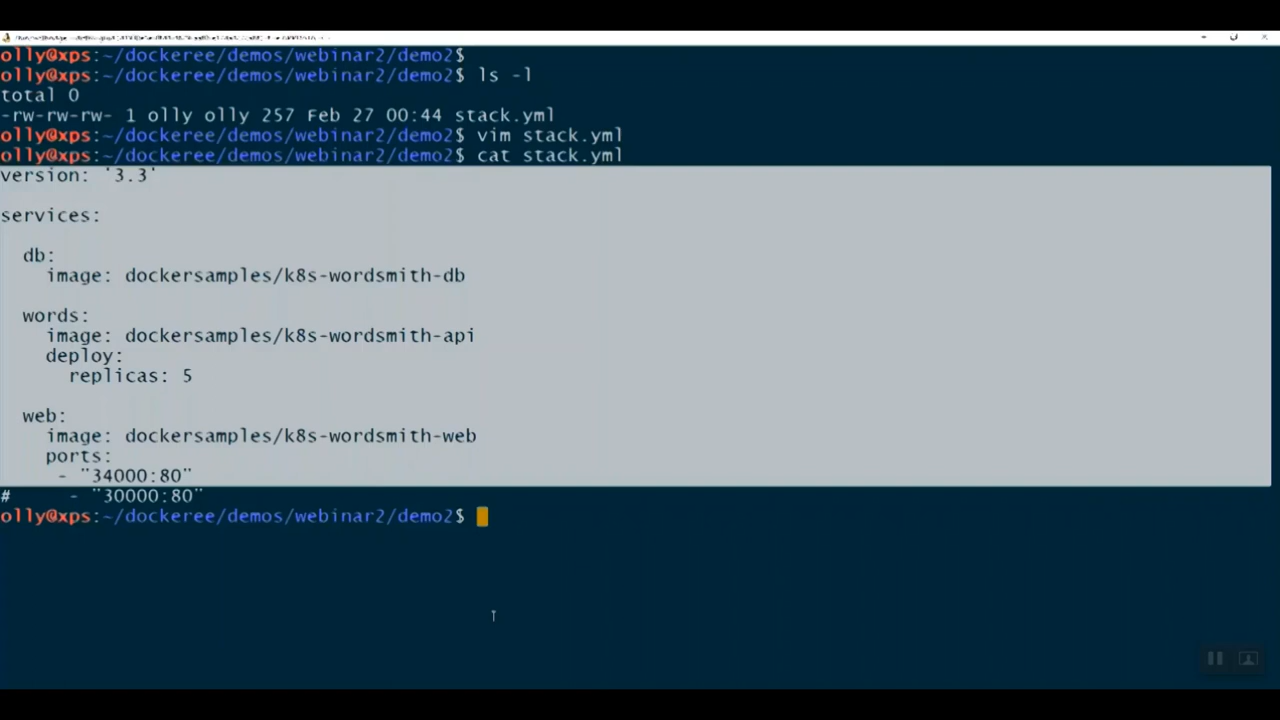 olly@xps:~/dockeree/demos/webinar2/demo2$
olly@xps:~/dockeree/demos/webinar2/demo2$ ls -l
total 0
-rw-rw-rw- 1 olly olly 257 Feb 27 00:44 stack.yml
olly@xps:~/dockeree/demos/webinar2/demo2$ vim stack.yml
olly@xps:~/dockeree/demos/webinar2/demo2$ cat stack.yml
version: '3.3'
services:
  db:
    image: dockersamples/k8s-wordsmith-db
  words:
    image: dockersamples/k8s-wordsmith-api
    deploy:
      replicas: 5
  web:
    image: dockersamples/k8s-wordsmith-web
    ports:
     - "34000:80"
#     - "30000:80"
olly@xps:~/dockeree/demos/webinar2/demo2$